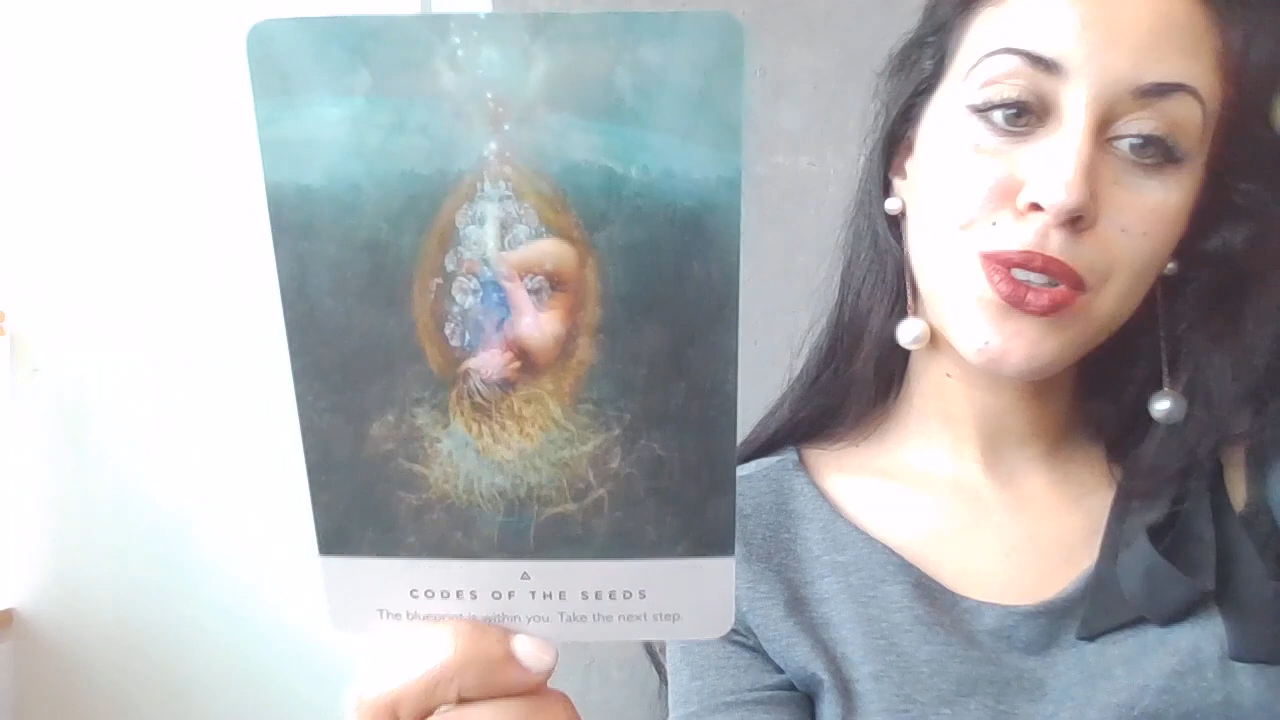 CODES OF THE SEEDS
The blueprint is within you. Take the next step.